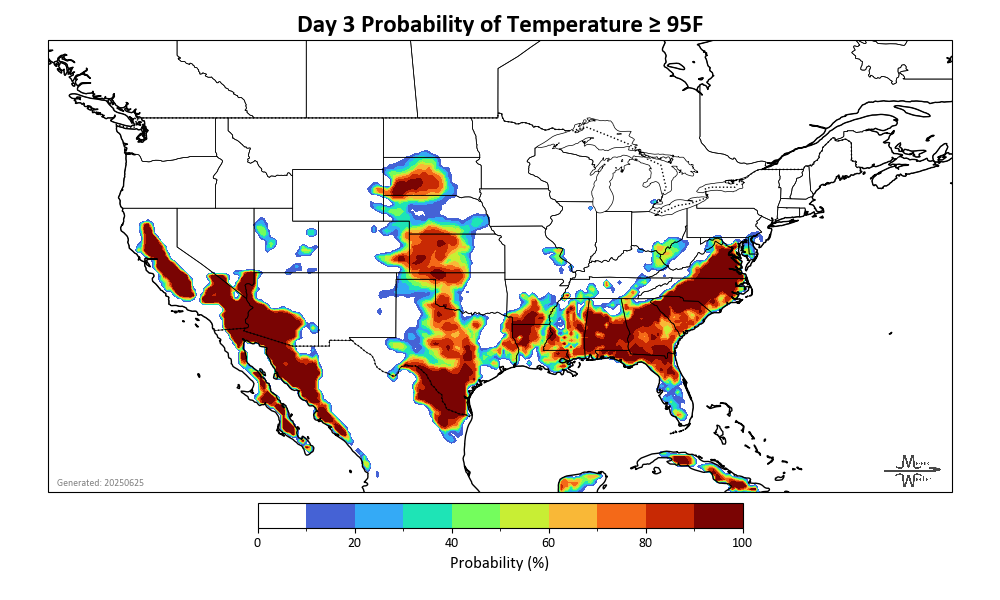 Day 3 Probability of Temperature ≥ 95F
Generated: 20250625
0 20 40 60 80 100
Probability (%)